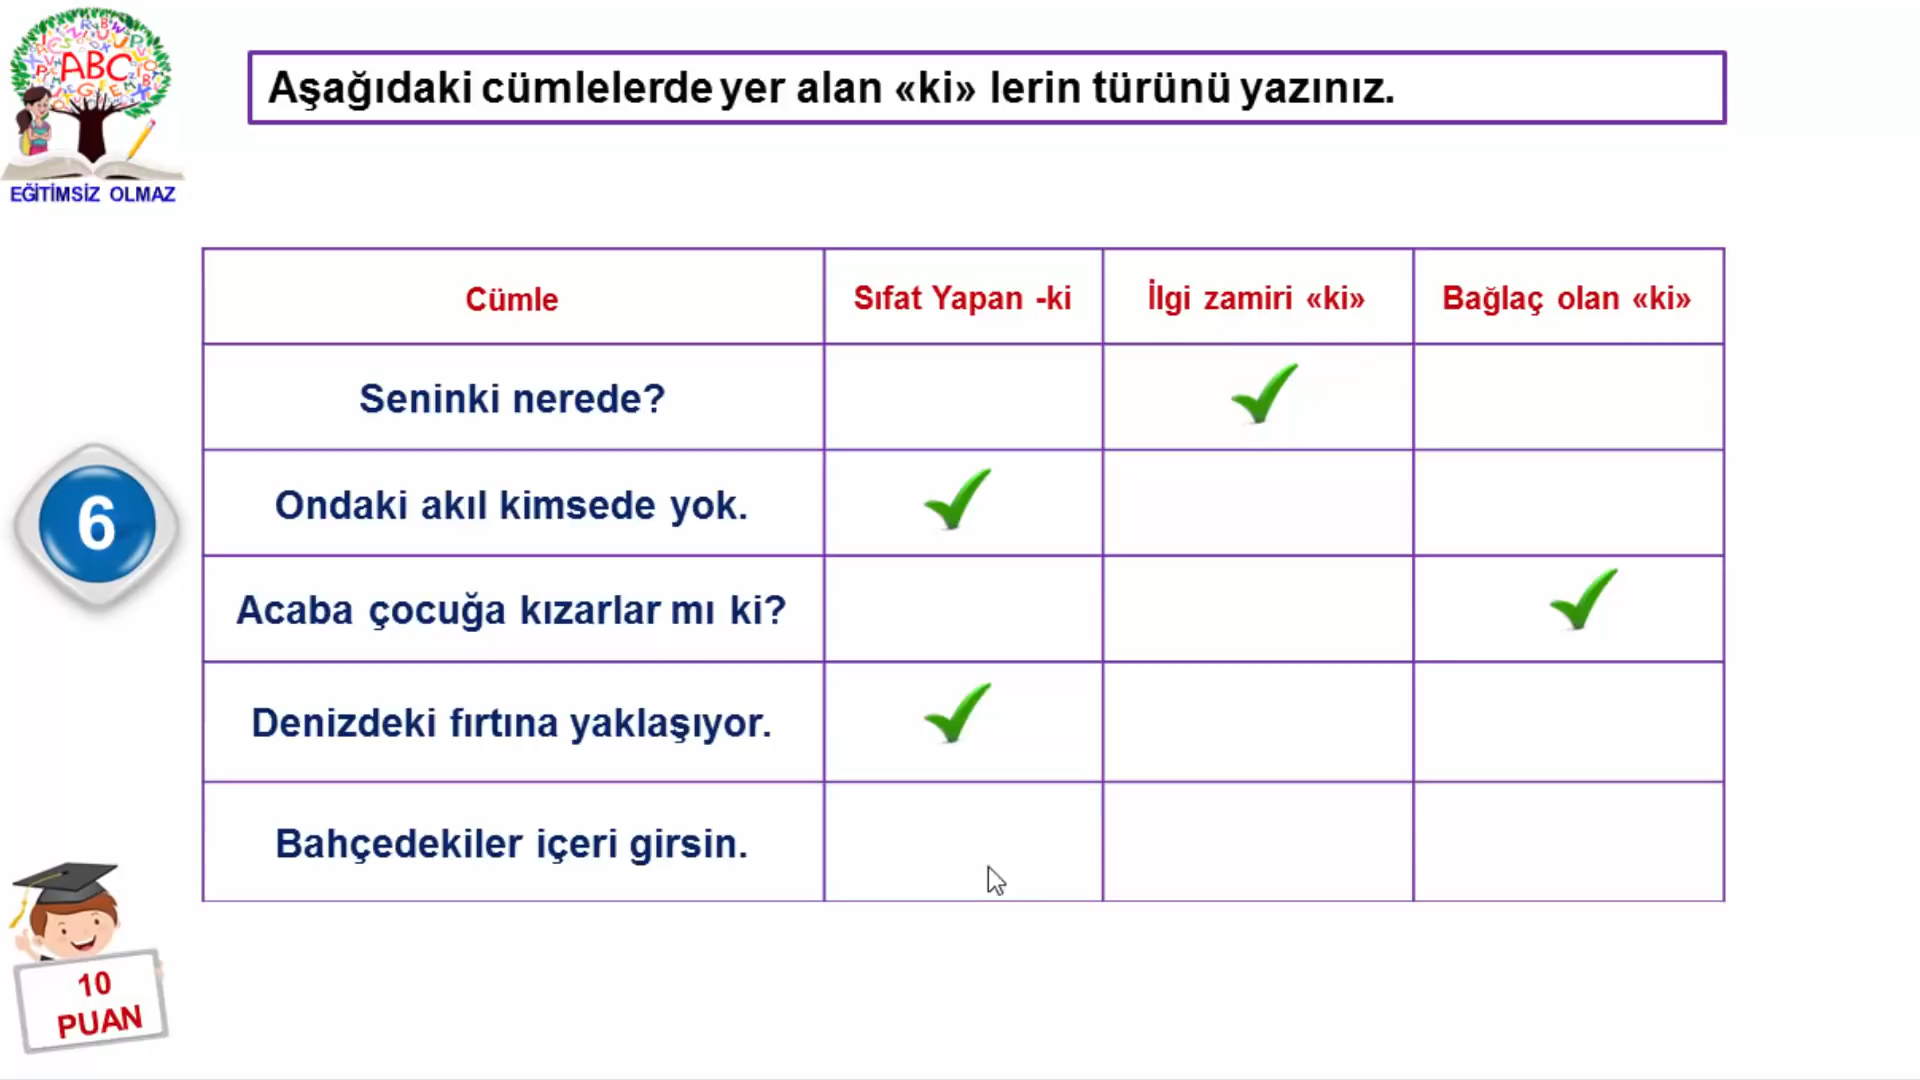 ABC
EĞİTİMSİZ OLMAZ
Aşağıdaki cümlelerde yer alan «ki» lerin türünü yazınız.
Cümle Sıfat Yapan -ki İlgi zamiri «ki» Bağlaç olan «ki»
Seninki nerede?
Ondaki akıl kimsede yok.
6
Acaba çocuğa kızarlar mı ki?
Denizdeki fırtına yaklaşıyor.
Bahçedekiler içeri girsin.
10
PUAN